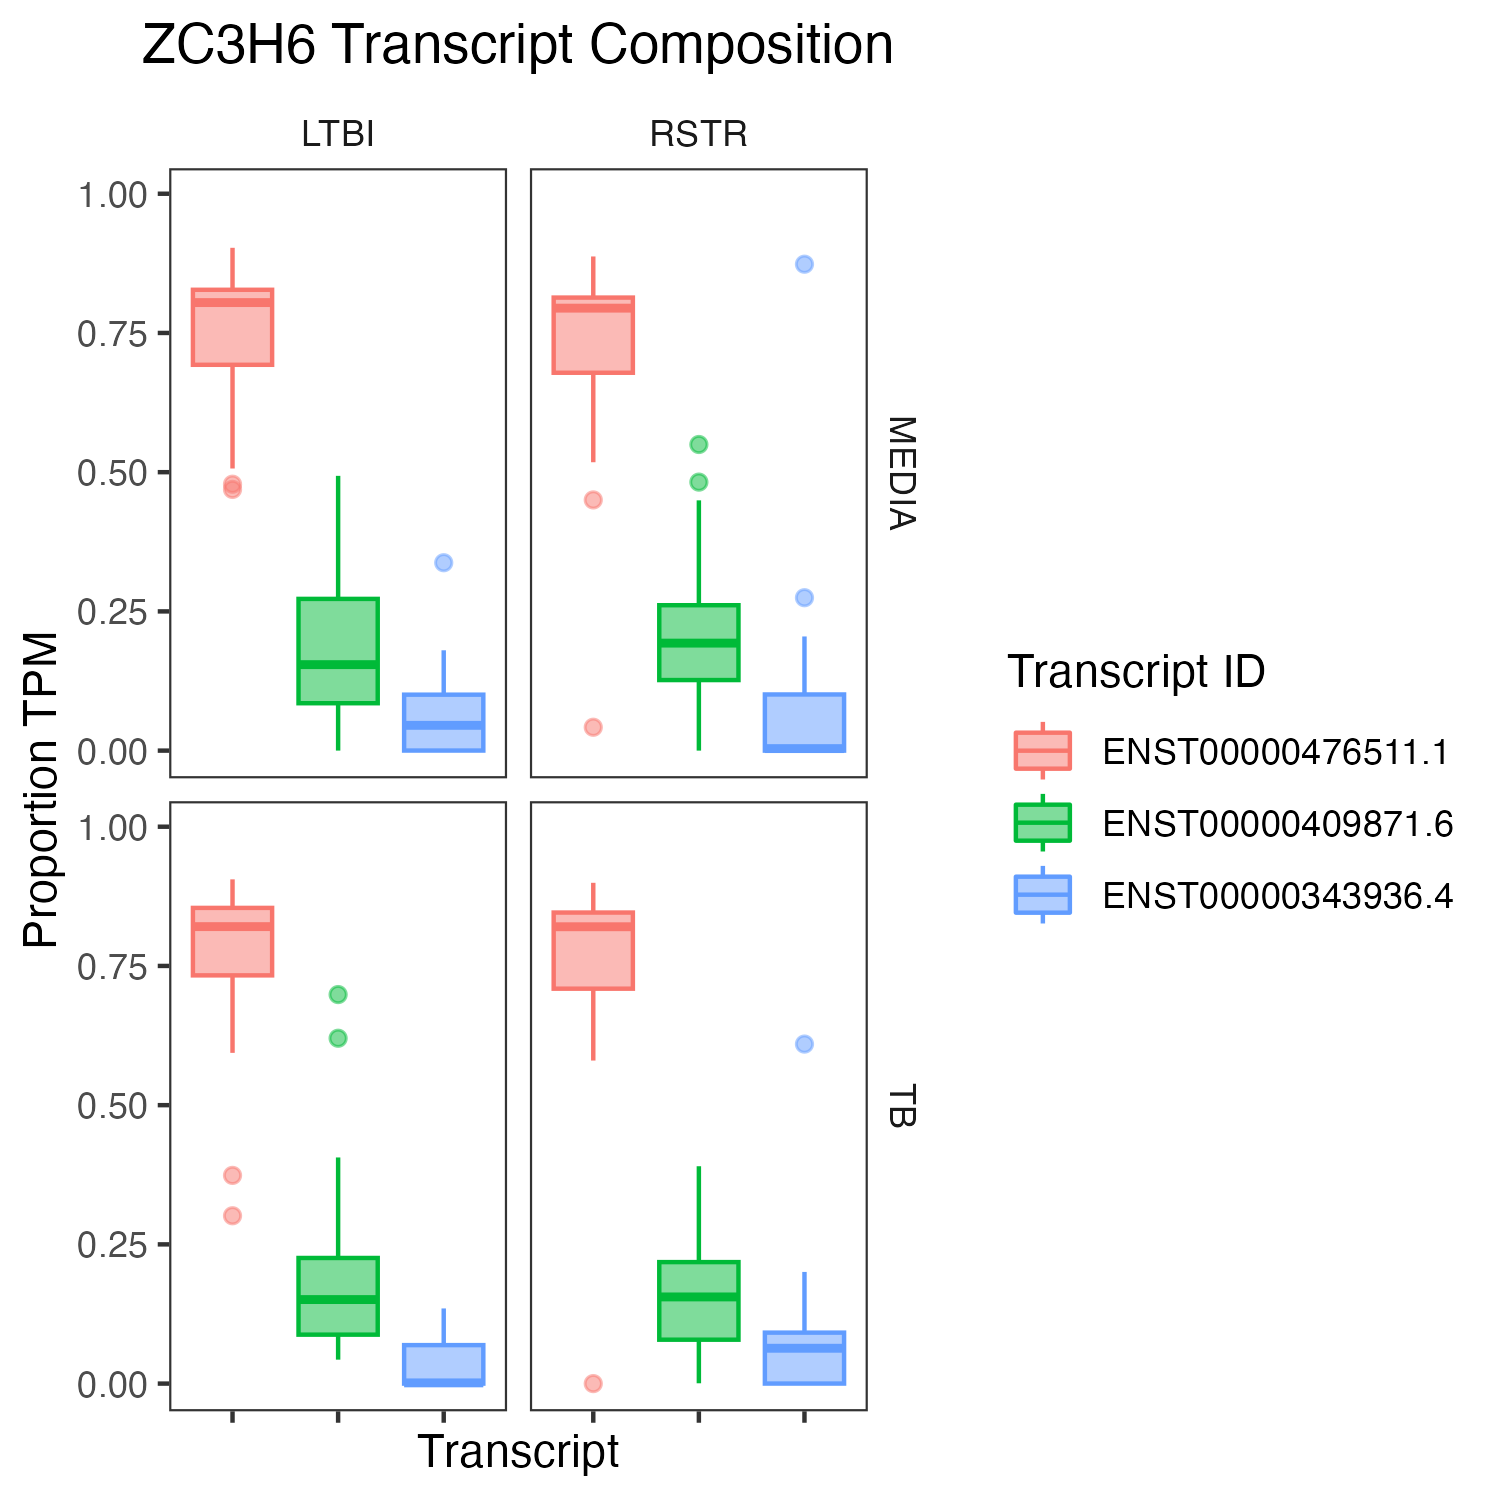 ZC3H6 Transcript Composition
LTBI
RSTR
1.00
0.75
0.50
0.25
0.00
MEDIA
1.00
0.75
0.50
0.25
0.00
TB
Proportion TPM
Transcript
Transcript ID
ENST00000476511.1
ENST00000409871.6
ENST00000343936.4